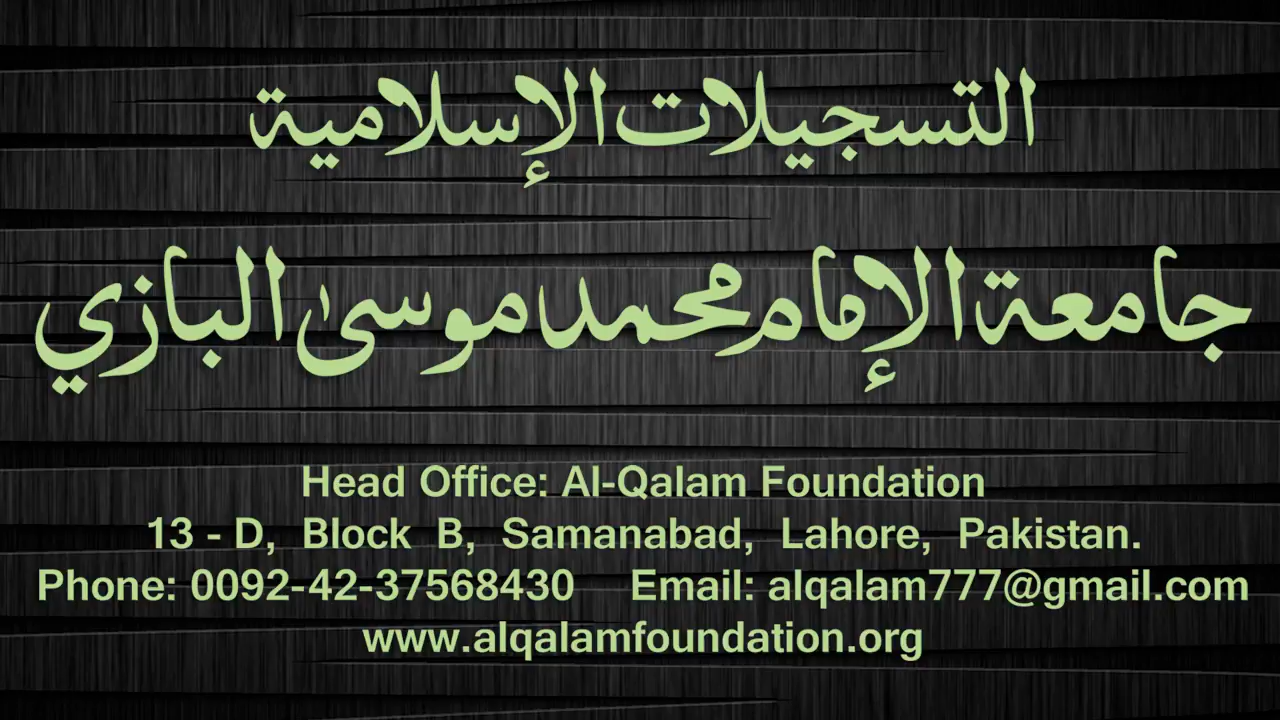 التسجيلات الإسلامية
جامعة الإمام محمد موسىٰ البازي
Head Office: Al-Qalam Foundation
13 - D, Block B, Samanabad, Lahore, Pakistan.
Phone: 0092-42-37568430 Email: alqalam777@gmail.com
www.alqalamfoundation.org